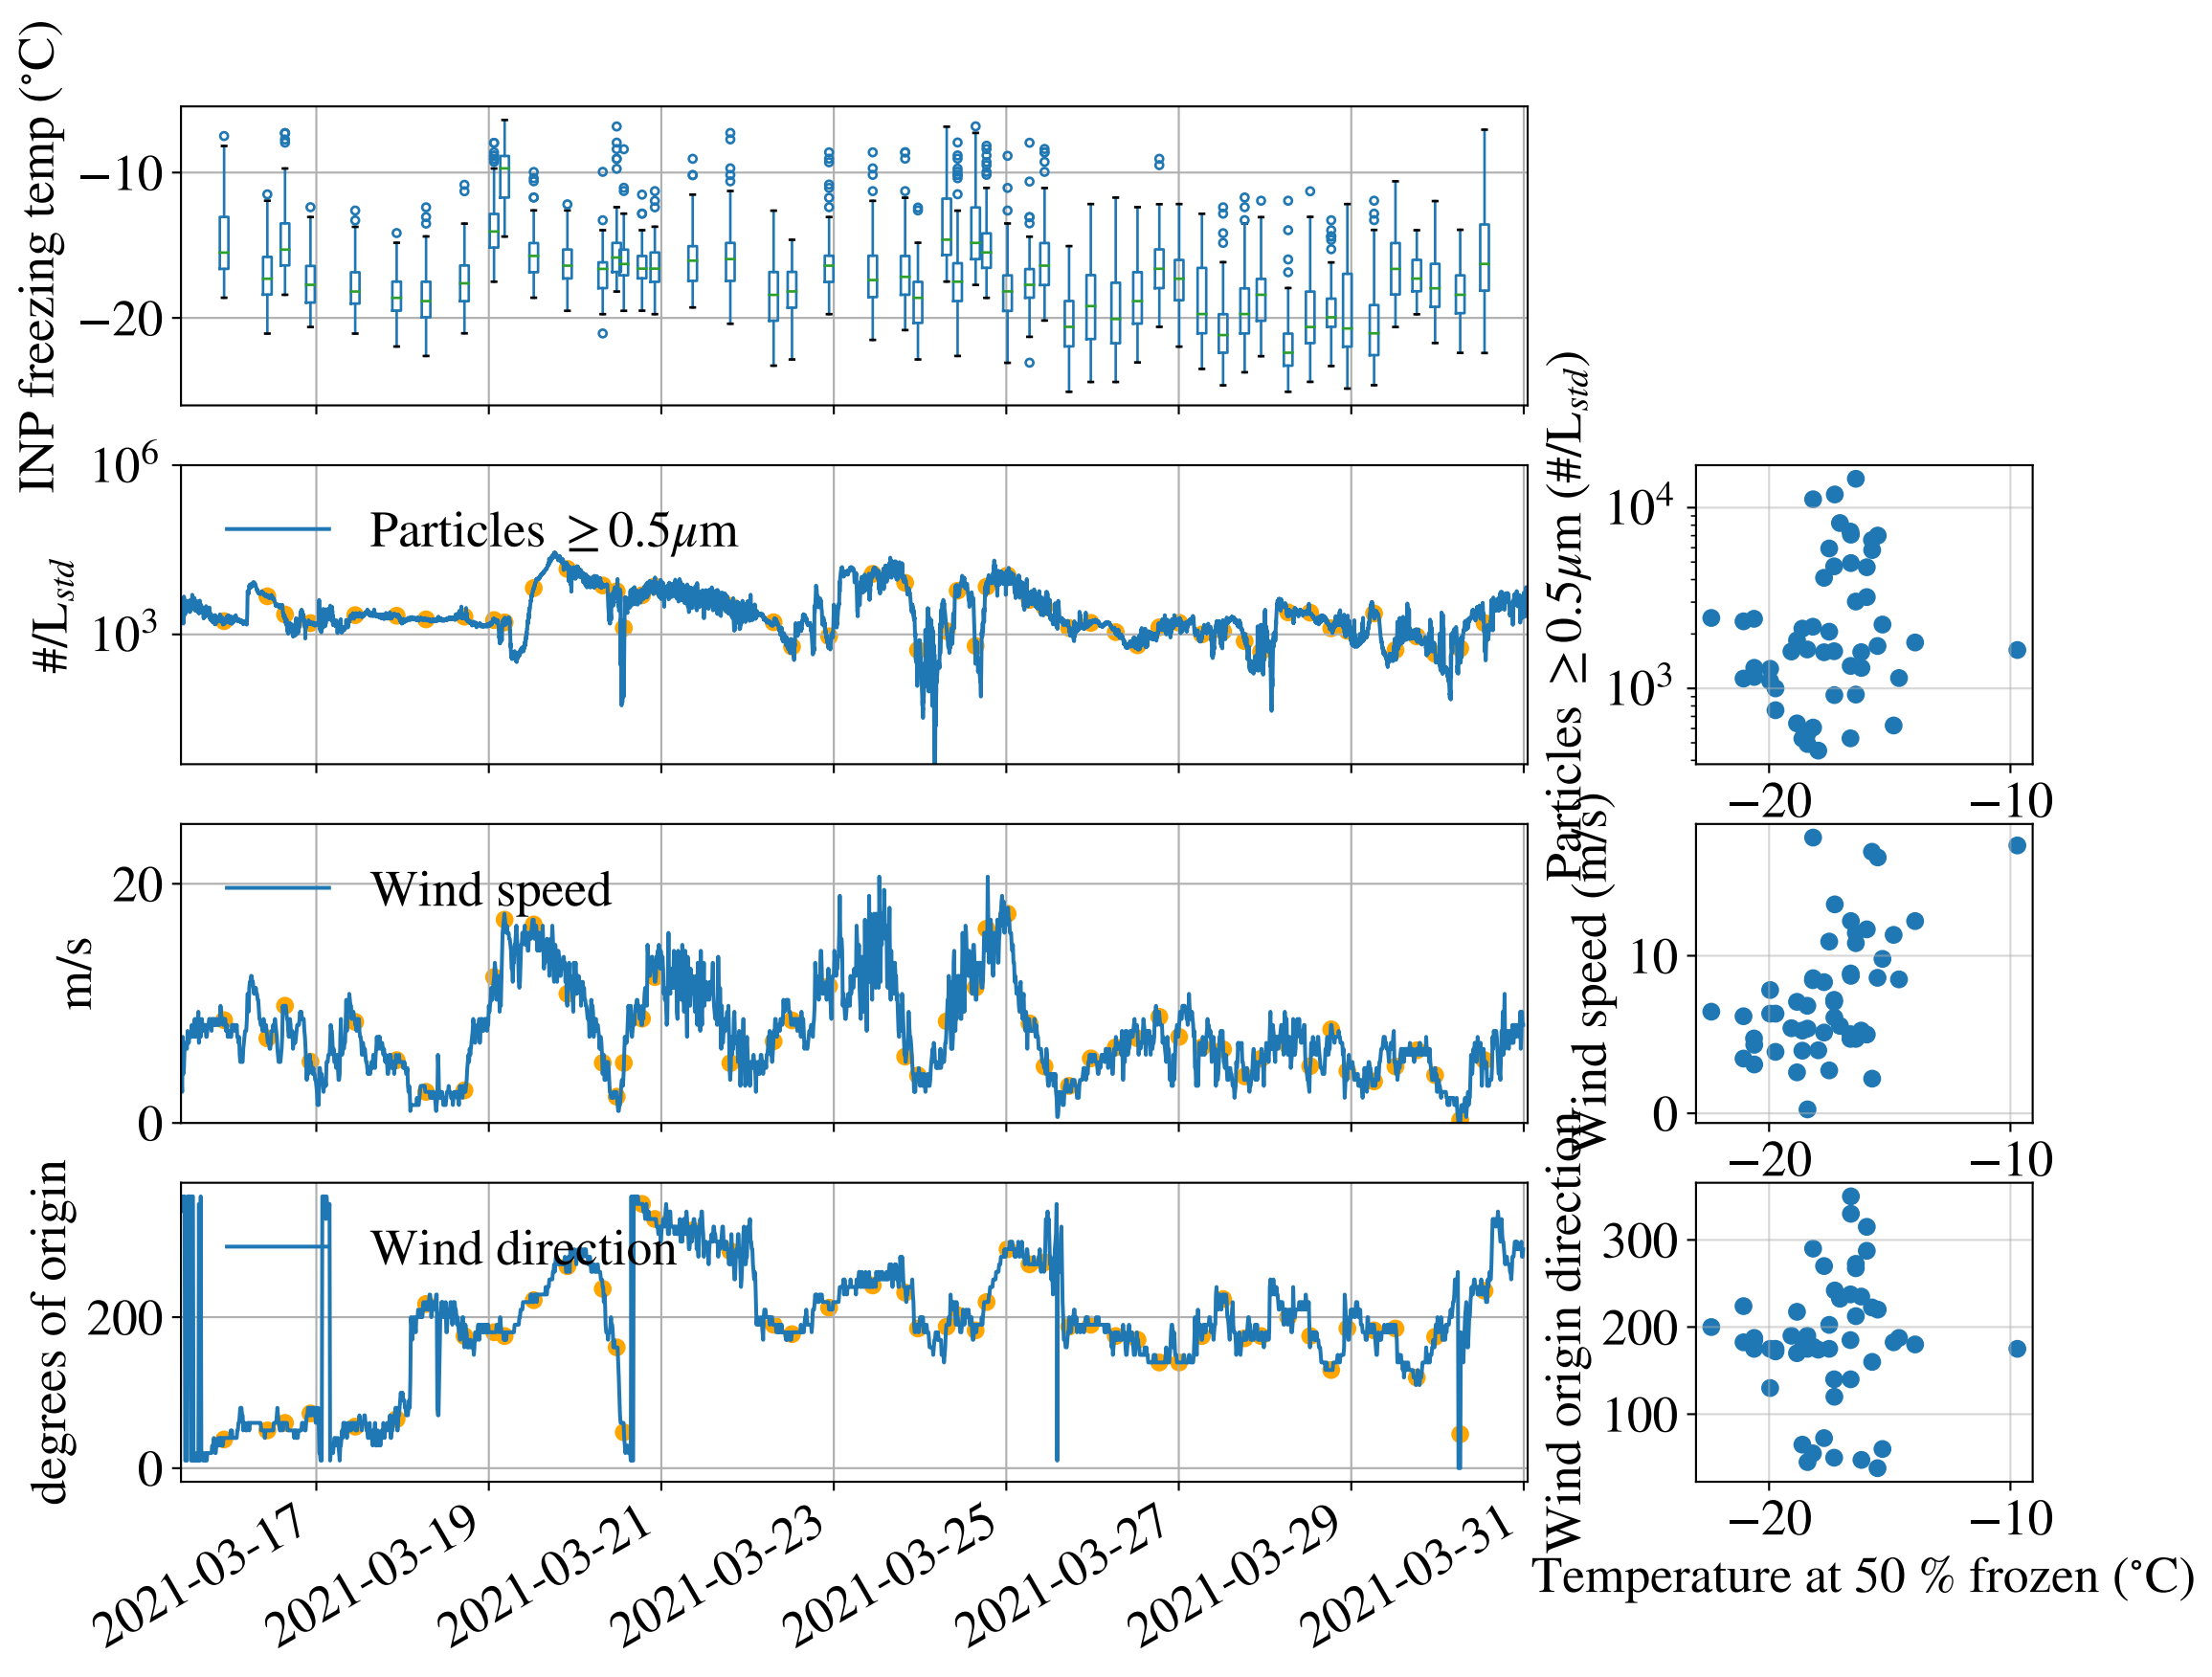 INP freezing temp (°C)
−10
−20
#/L_std
10^6
10^3
Particles ≥0.5μm
m/s
20
0
Wind speed
degrees of origin
200
0
Wind direction
2021-03-17
2021-03-19
2021-03-21
2021-03-23
2021-03-25
2021-03-27
2021-03-29
2021-03-31
Particles ≥0.5μm (#/L_std)
10^4
10^3
−20
−10
Wind speed (m/s)
10
0
−20
−10
Wind origin direction
300
200
100
−20
−10
Temperature at 50 % frozen (°C)